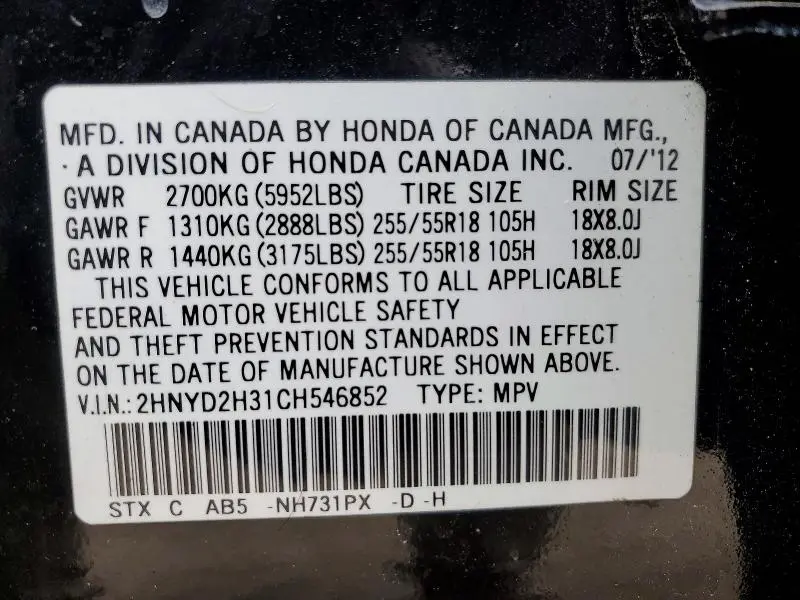 MFD. IN CANADA BY HONDA OF CANADA MFG.,
A DIVISION OF HONDA CANADA INC. 07/'12
GVWR 2700KG (5952LBS) TIRE SIZE RIM SIZE
GAWR F 1310KG (2888LBS) 255/55R18 105H 18X8.0J
GAWR R 1440KG (3175LBS) 255/55R18 105H 18X8.0J
THIS VEHICLE CONFORMS TO ALL APPLICABLE
FEDERAL MOTOR VEHICLE SAFETY
AND THEFT PREVENTION STANDARDS IN EFFECT
ON THE DATE OF MANUFACTURE SHOWN ABOVE.
V.I.N.: 2HNYD2H31CH546852 TYPE: MPV
STX C AB5 -NH731PX -D -H